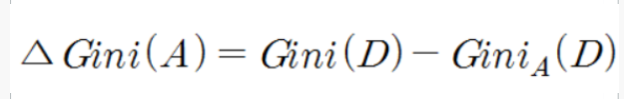 △ Gini(A) = Gini(D) − Gini_A(D)